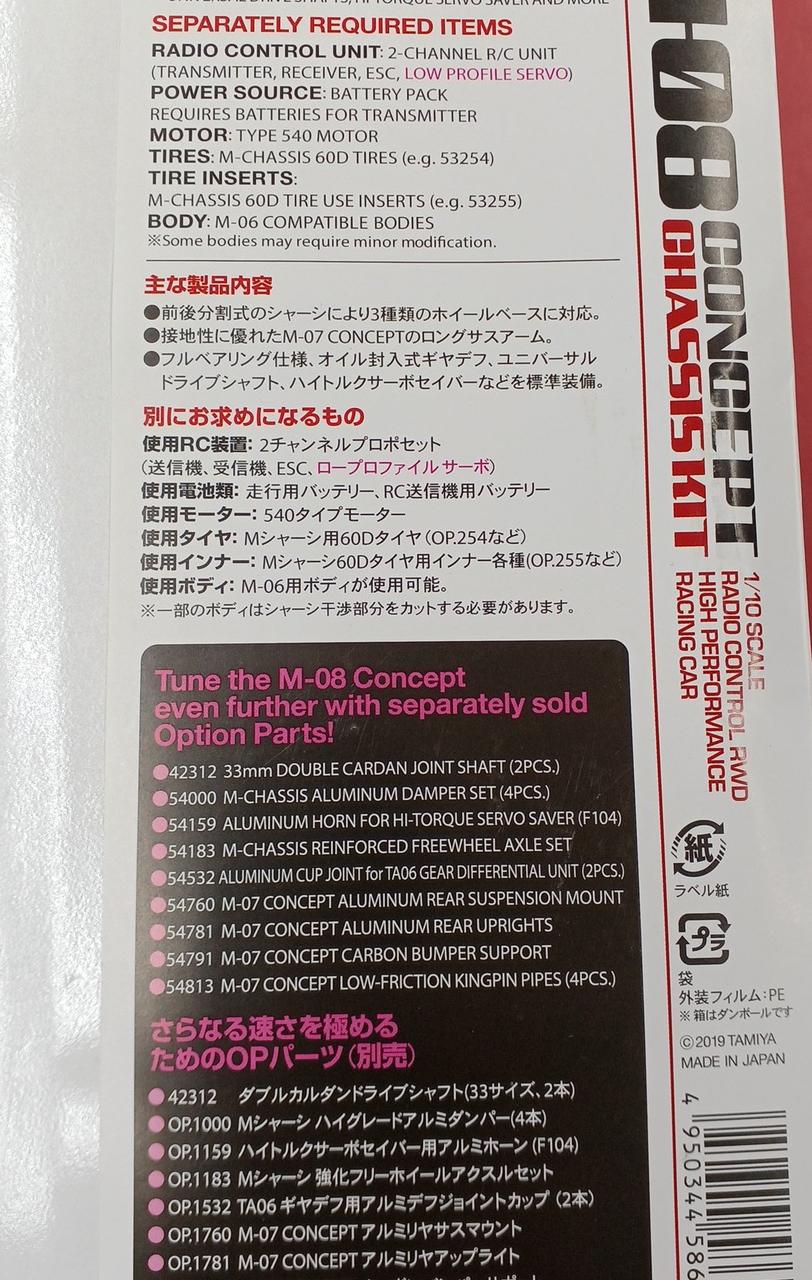 SEPARATELY REQUIRED ITEMS
RADIO CONTROL UNIT: 2-CHANNEL R/C UNIT
(TRANSMITTER, RECEIVER, ESC, LOW PROFILE SERVO)
POWER SOURCE: BATTERY PACK
REQUIRES BATTERIES FOR TRANSMITTER
MOTOR: TYPE 540 MOTOR
TIRES: M-CHASSIS 60D TIRES (e.g. 53254)
TIRE INSERTS:
M-CHASSIS 60D TIRE USE INSERTS (e.g. 53255)
BODY: M-06 COMPATIBLE BODIES
※Some bodies may require minor modification.
主な製品内容
●前後分割式のシャーシにより3種類のホイールベースに対応。
●接地性に優れたM-07 CONCEPTのロングサスアーム。
●フルベアリング仕様、オイル封入式ギヤデフ、ユニバーサル
ドライブシャフト、ハイトルクサーボセイバーなどを標準装備。
別にお求めになるもの
使用RC装置: 2チャンネルプロポセット
(送信機、受信機、ESC、ロープロファイル サーボ)
使用電池類: 走行用バッテリー、RC送信機用バッテリー
使用モーター: 540タイプモーター
使用タイヤ: Mシャーシ用60Dタイヤ(OP.254など)
使用インナー: Mシャーシ60Dタイヤ用インナー各種(OP.255など)
使用ボディ: M-06用ボディが使用可能。
※一部のボディはシャーシ干渉部分をカットする必要があります。
Tune the M-08 Concept
even further with separately sold
Option Parts!
●42312 33mm DOUBLE CARDAN JOINT SHAFT (2PCS.)
●54000 M-CHASSIS ALUMINUM DAMPER SET (4PCS.)
●54159 ALUMINUM HORN FOR HI-TORQUE SERVO SAVER (F104)
●54183 M-CHASSIS REINFORCED FREEWHEEL AXLE SET
●54532 ALUMINUM CUP JOINT for TA06 GEAR DIFFERENTIAL UNIT (2PCS.)
●54760 M-07 CONCEPT ALUMINUM REAR SUSPENSION MOUNT
●54781 M-07 CONCEPT ALUMINUM REAR UPRIGHTS
●54791 M-07 CONCEPT CARBON BUMPER SUPPORT
●54813 M-07 CONCEPT LOW-FRICTION KINGPIN PIPES (4PCS.)
さらなる速さを極める
ためのOPパーツ(別売)
●42312 ダブルカルダンドライブシャフト(33サイズ、2本)
●OP.1000 Mシャーシ ハイグレードアルミダンパー(4本)
●OP.1159 ハイトルクサーボセイバー用アルミホーン (F104)
●OP.1183 Mシャーシ 強化フリーホイールアクスルセット
●OP.1532 TA06 ギヤデフ用アルミデフジョイントカップ (2本)
●OP.1760 M-07 CONCEPT アルミリヤサスマウント
●OP.1781 M-07 CONCEPT アルミリヤアップライト
08 CONCEPT
CHASSIS KIT
1/10 SCALE
RADIO CONTROL RWD
HIGH PERFORMANCE
RACING CAR
紙
ラベル紙
プラ
袋
外装フィルム:PE
※ 箱はダンボールです
©2019 TAMIYA
MADE IN JAPAN
4 950344 586